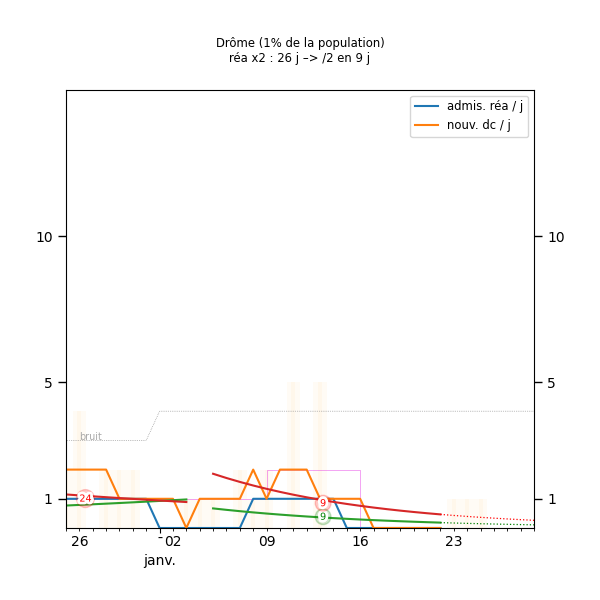 Drôme (1% de la population)
réa x2 : 26 j –> /2 en 9 j
admis. réa / j
nouv. dc / j
10
10
5
5
bruit
1
24
9
9
1
26
02
09
16
23
janv.